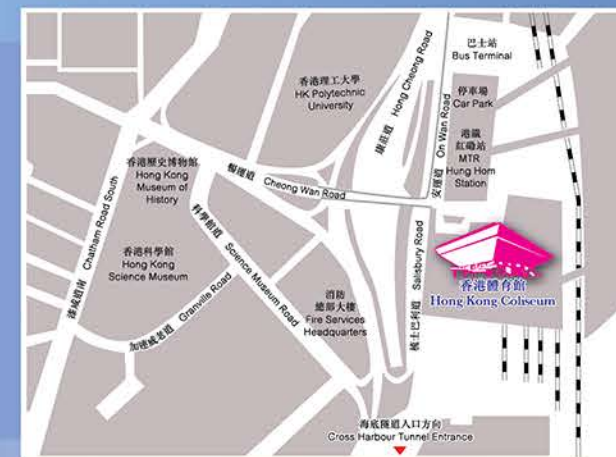 巴士站
Bus Terminal
香港理工大學
HK Polytechnic
University
康莊道 Hong Cheong Road
停車場
Car Park
安運道 On Wan Road
港鐵
紅磡站
MTR
Hung Hom
Station
香港歷史博物館
Hong Kong
Museum of
History
暢運道 Cheong Wan Road
漆咸道南 Chatham Road South
香港科學館
Hong Kong
Science Museum
科學館道 Science Museum Road
加連威老道 Granville Road
消防
總部大樓
Fire Services
Headquarters
梳士巴利道 Salisbury Road
香港體育館
Hong Kong Coliseum
海底隧道入口方向
Cross Harbour Tunnel Entrance